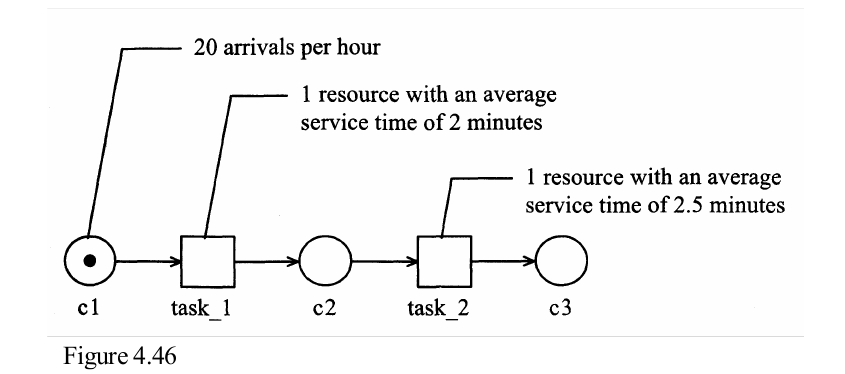 20 arrivals per hour
1 resource with an average
service time of 2 minutes
1 resource with an average
service time of 2.5 minutes
c1
task_1
c2
task_2
c3
Figure 4.46